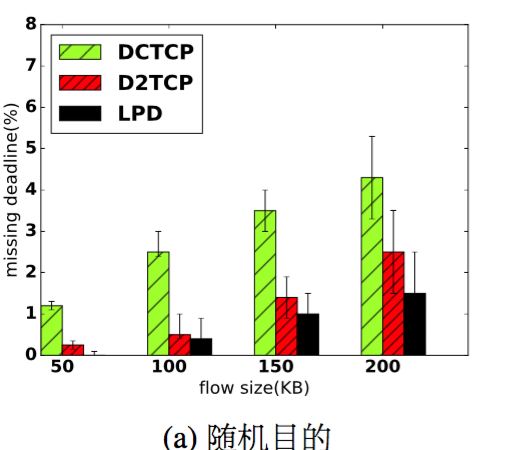 8
7
6
5
4
3
2
1
0
missing deadline(%)
DCTCP
D2TCP
LPD
50 100 150 200
flow size(KB)
(a) 随机目的